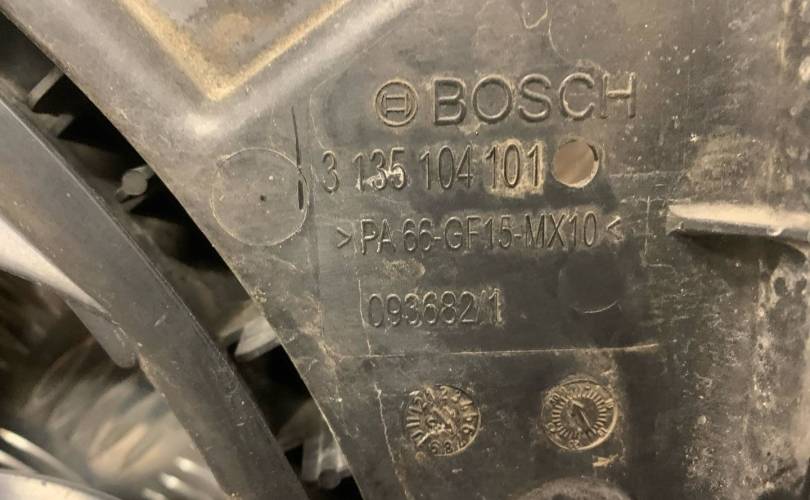 BOSCH
3 135 104 101
>PA 66-GF15-MX10<
093682/1